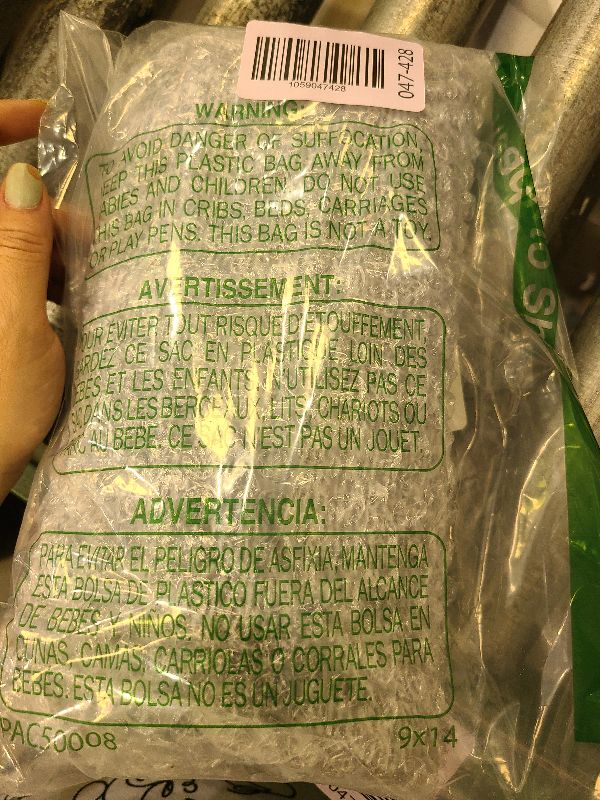 1059047428
047-428
WARNING:
TO AVOID DANGER OF SUFFOCATION,
KEEP THIS PLASTIC BAG AWAY FROM
BABIES AND CHILDREN. DO NOT USE
THIS BAG IN CRIBS, BEDS, CARRIAGES
OR PLAY PENS. THIS BAG IS NOT A TOY.
AVERTISSEMENT:
POUR EVITER TOUT RISQUE D'ETOUFFEMENT,
GARDEZ CE SAC EN PLASTIQUE LOIN DES
BEBES ET LES ENFANTS. N'UTILISEZ PAS CE
SAC DANS LES BERCEAUX, LITS, CHARIOTS OU
PARC AU BEBE. CE SAC N'EST PAS UN JOUET.
ADVERTENCIA:
PARA EVITAR EL PELIGRO DE ASFIXIA, MANTENGA
ESTA BOLSA DE PLASTICO FUERA DEL ALCANCE
DE BEBES Y NIÑOS. NO USAR ESTA BOLSA EN
CUNAS, CAMAS, CARRIOLAS O CORRALES PARA
BEBES. ESTA BOLSA NO ES UN JUGUETE.
PAC50008
9x14